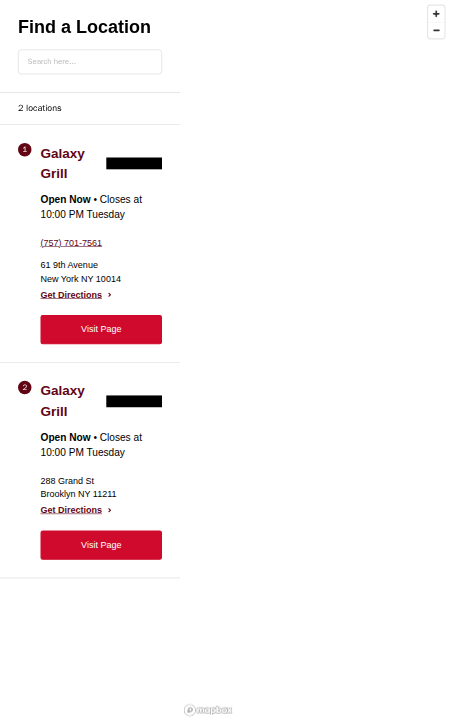 Find a Location
+
−
Search here...
2 locations
1
Galaxy
Grill
Open Now • Closes at
10:00 PM Tuesday
(757) 701-7561
61 9th Avenue
New York NY 10014
Get Directions ›
Visit Page
2
Galaxy
Grill
Open Now • Closes at
10:00 PM Tuesday
288 Grand St
Brooklyn NY 11211
Get Directions ›
Visit Page
mapbox